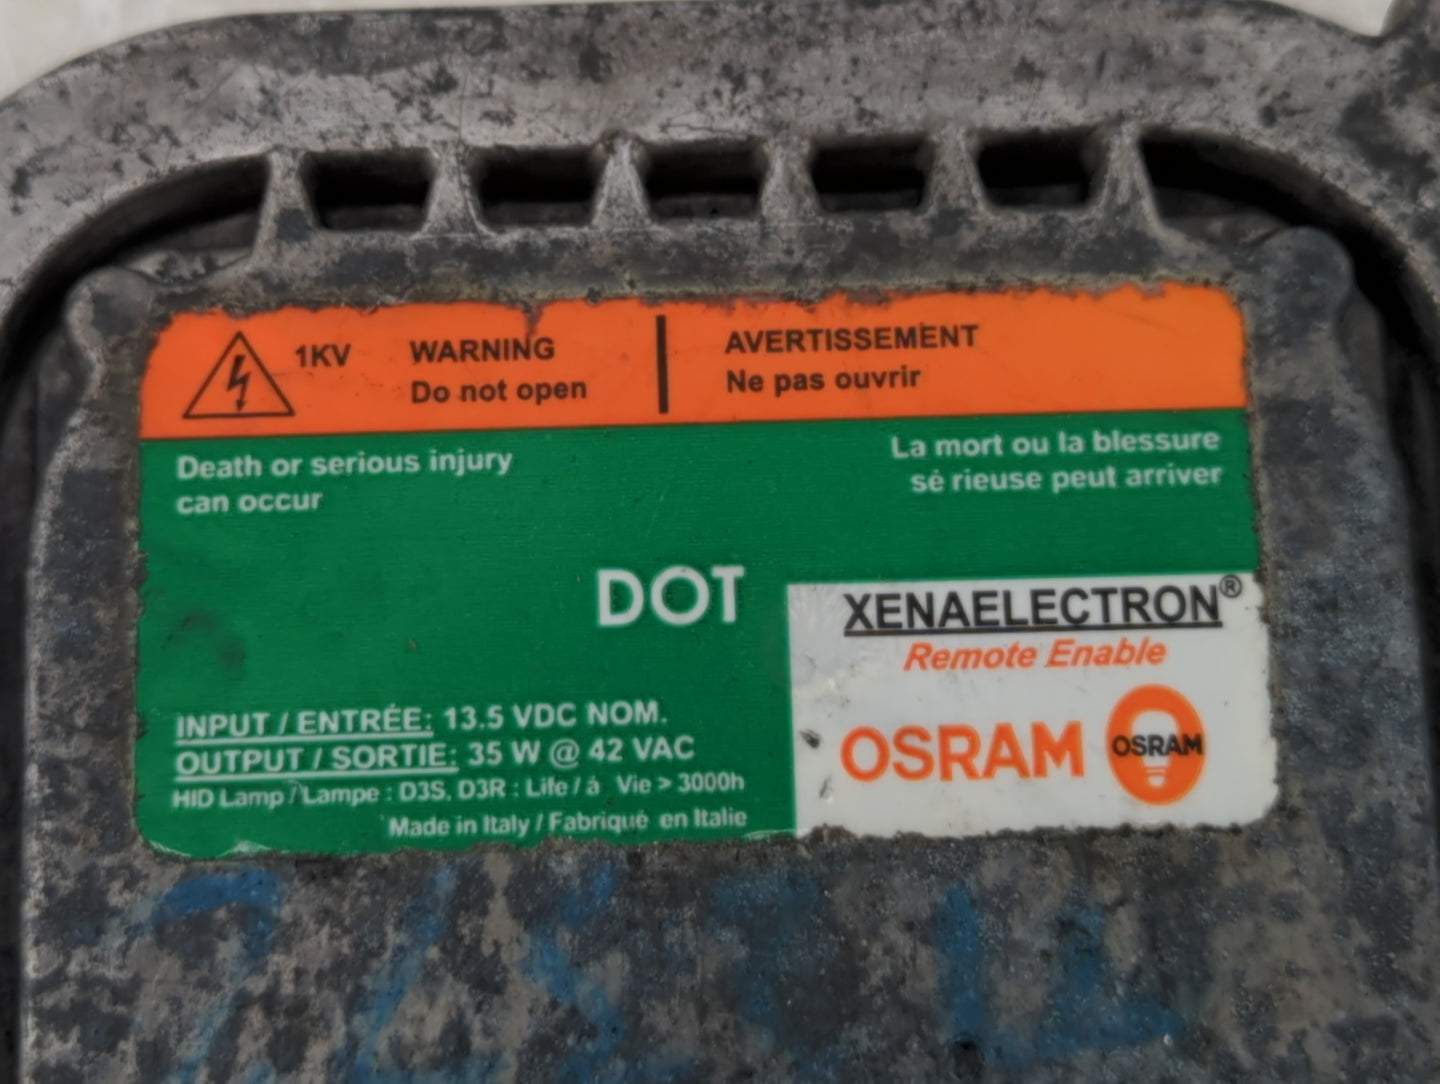 1KV
WARNING
Do not open
AVERTISSEMENT
Ne pas ouvrir
Death or serious injury
can occur
La mort ou la blessure
sé rieuse peut arriver
DOT
XENAELECTRON®
Remote Enable
OSRAM
OSRAM
INPUT / ENTRÉE: 13.5 VDC NOM.
OUTPUT / SORTIE: 35 W @ 42 VAC
HID Lamp / Lampe : D3S, D3R : Life / á Vie > 3000h
Made in Italy / Fabriqué en Italie